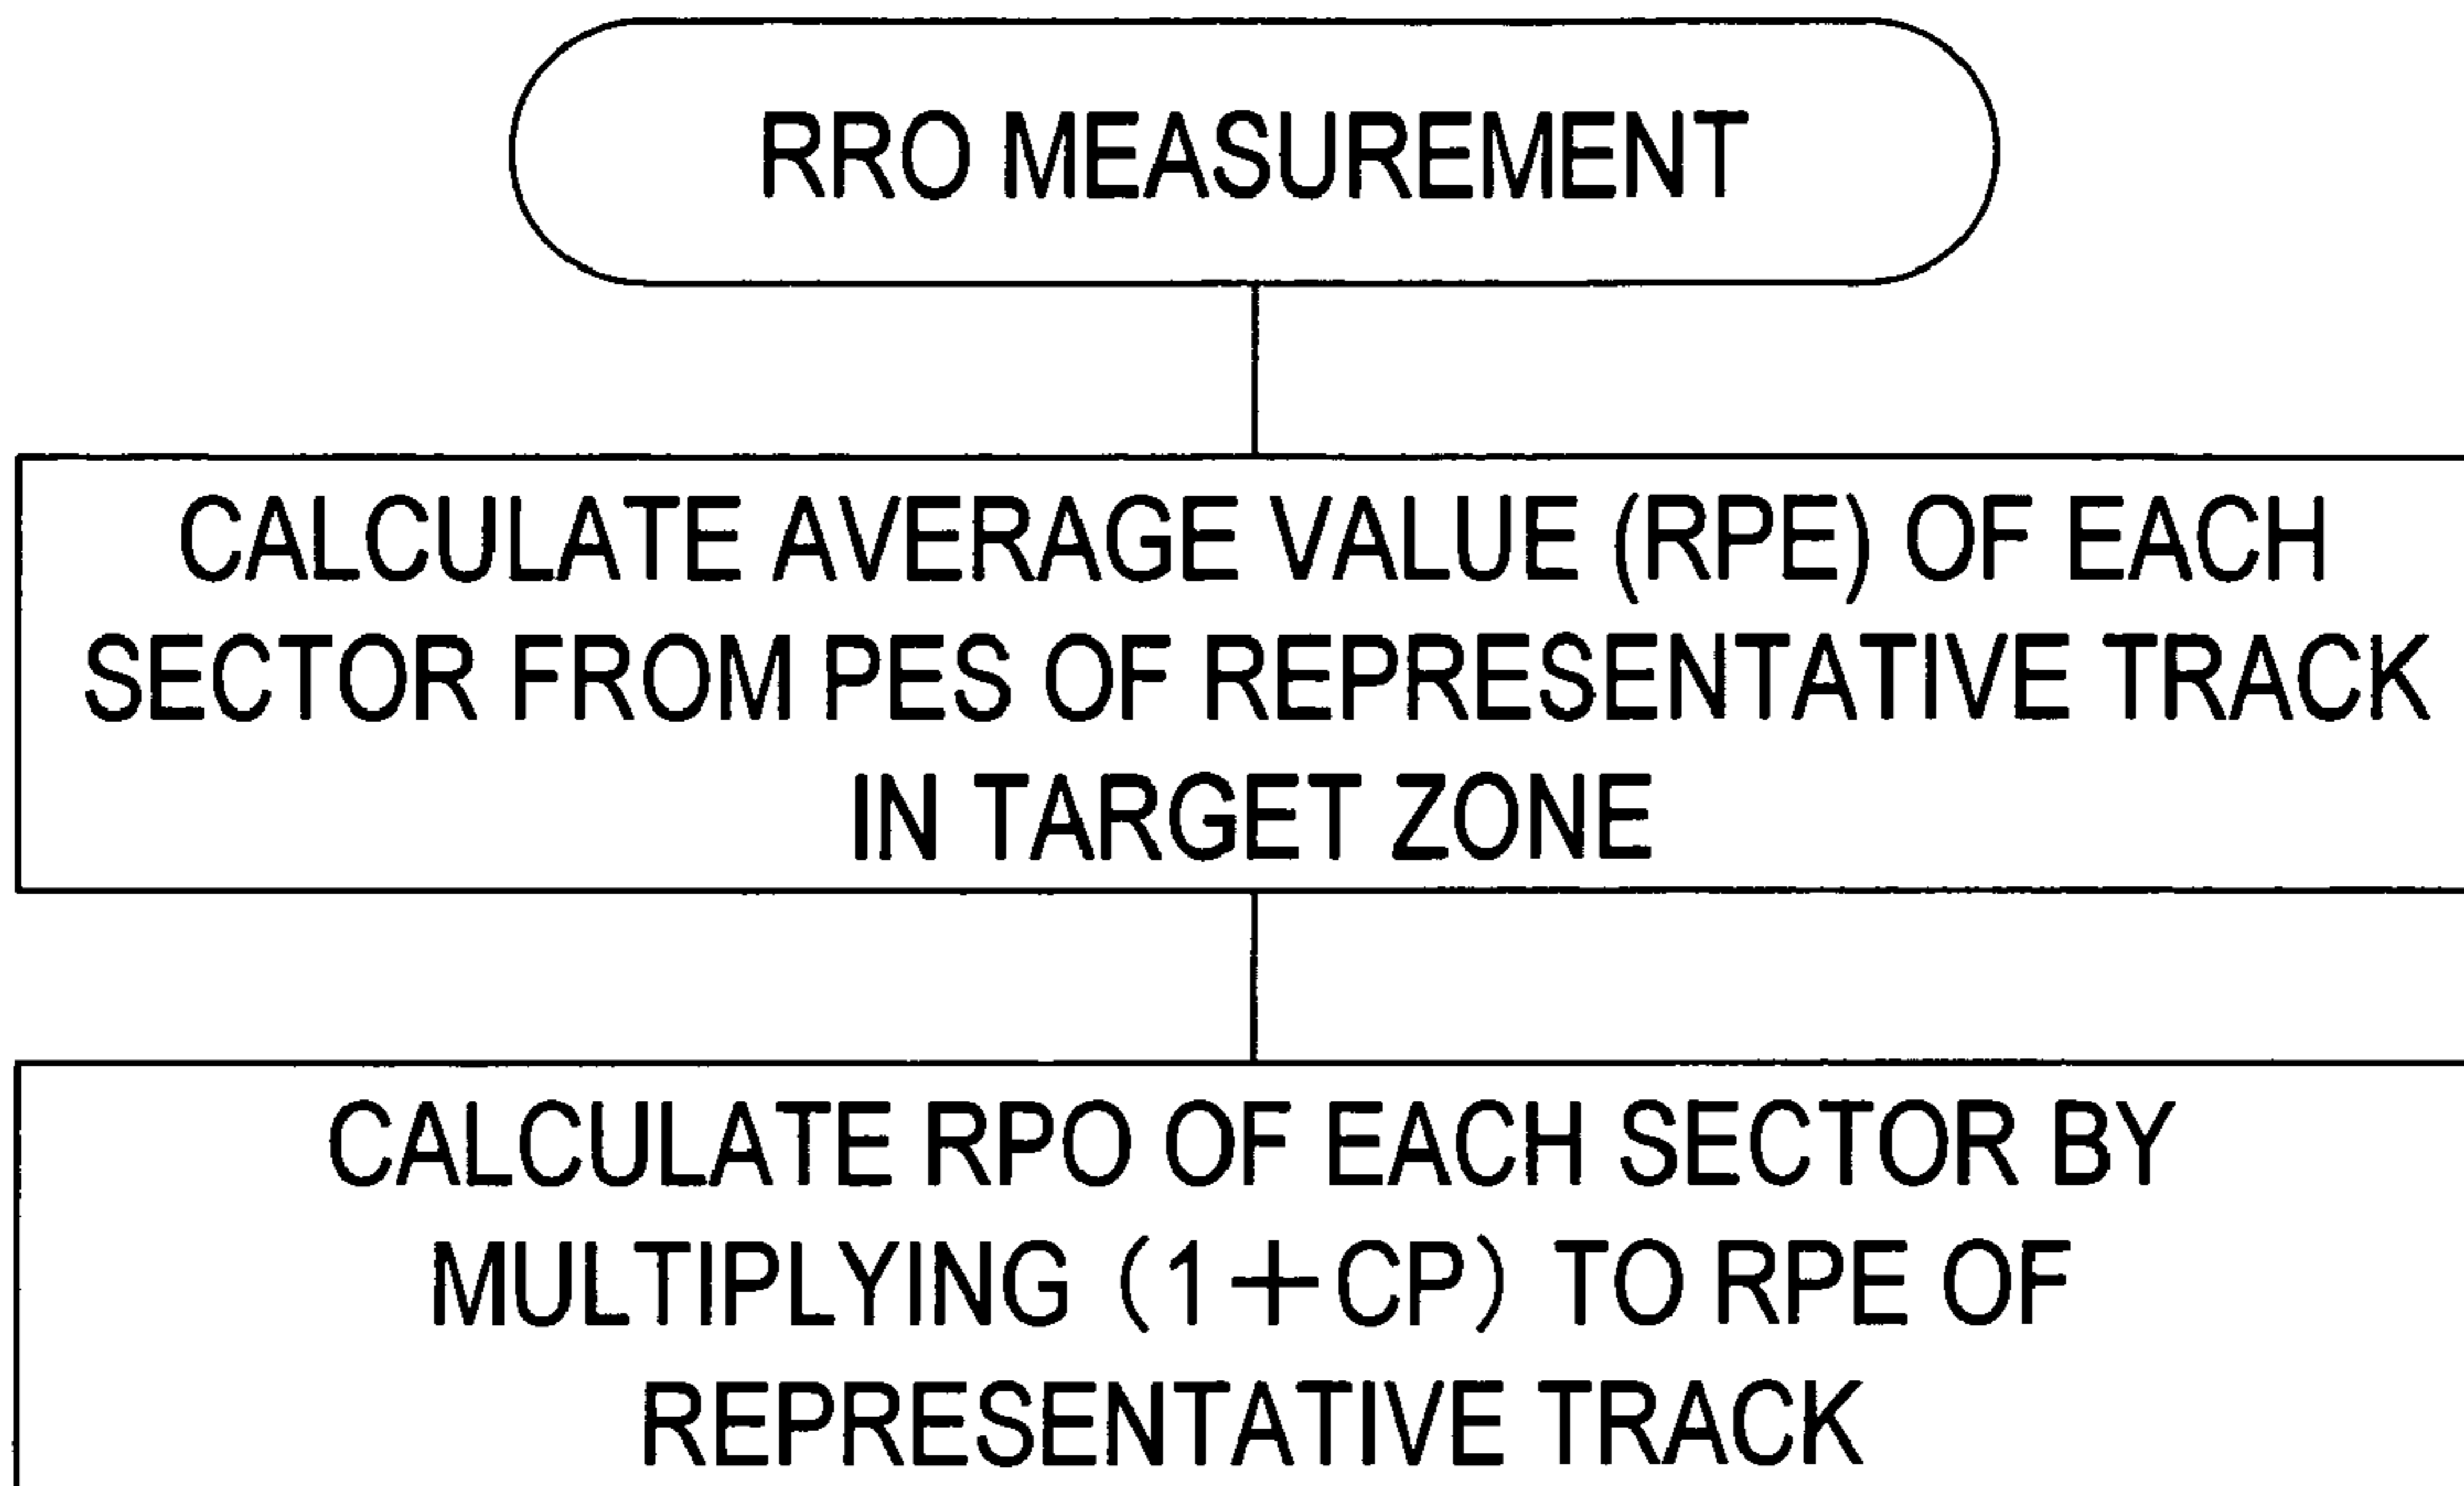 RRO MEASUREMENT
CALCULATE AVERAGE VALUE (RPE) OF EACH
SECTOR FROM PES OF REPRESENTATIVE TRACK
IN TARGET ZONE
CALCULATE RPO OF EACH SECTOR BY
MULTIPLYING (1+CP) TO RPE OF
REPRESENTATIVE TRACK